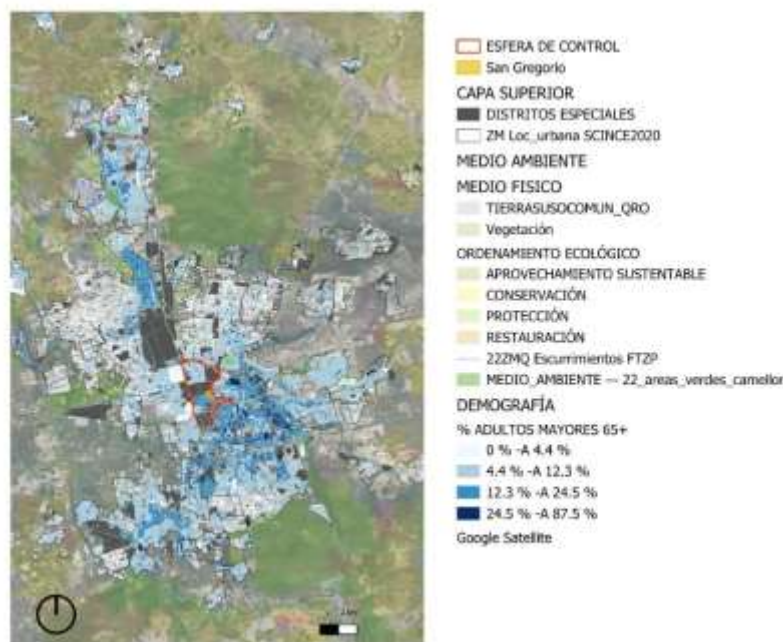 ESFERA DE CONTROL
San Gregorio
CAPA SUPERIOR
DISTRITOS ESPECIALES
ZM Loc_urbana SCINCE2020
MEDIO AMBIENTE
MEDIO FISICO
TIERRASUSOCOMUN_QRO
Vegetación
ORDENAMIENTO ECOLÓGICO
APROVECHAMIENTO SUSTENTABLE
CONSERVACIÓN
PROTECCIÓN
RESTAURACIÓN
22ZMQ Escurrimientos FTZP
MEDIO_AMBIENTE — 22_areas_verdes_camellor
DEMOGRAFÍA
% ADULTOS MAYORES 65+
0 % -A 4.4 %
4.4 % -A 12.3 %
12.3 % -A 24.5 %
24.5 % -A 87.5 %
Google Satellite